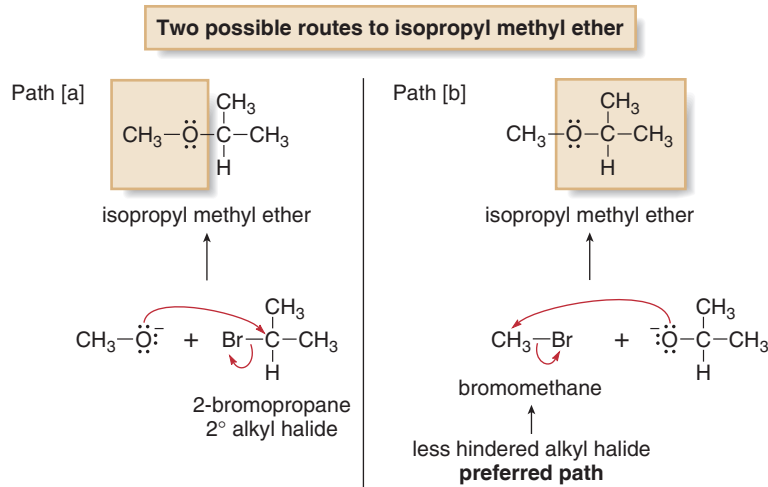 Two possible routes to isopropyl methyl ether
Path [a]
CH₃
CH₃—Ö—C—CH₃
H
isopropyl methyl ether
CH₃
CH₃—Ö:⁻ + Br—C—CH₃
H
2-bromopropane
2° alkyl halide
Path [b]
CH₃
CH₃—Ö—C—CH₃
H
isopropyl methyl ether
CH₃
CH₃—Br + ⁻:Ö—C—CH₃
H
bromomethane
less hindered alkyl halide
preferred path